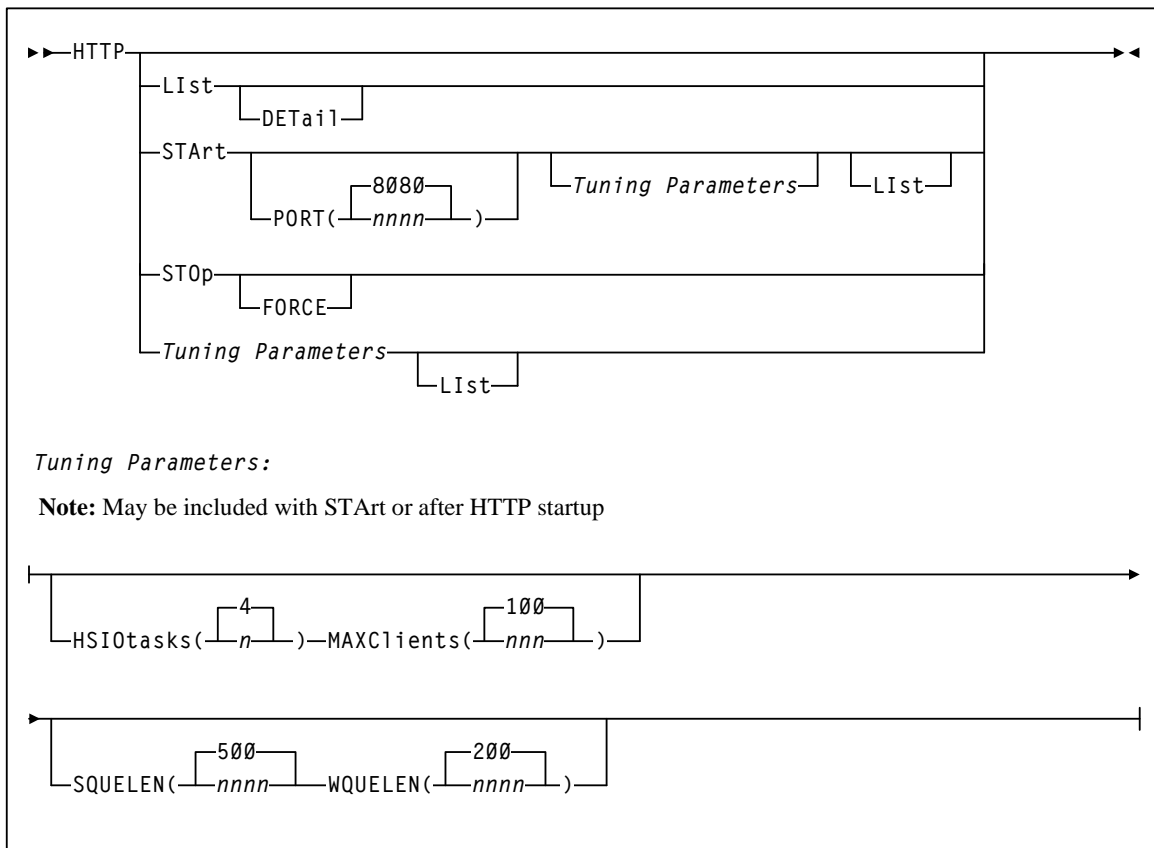 HTTP
LIst
DETail
STArt
PORT( 8080 nnnn )
Tuning Parameters
LIst
STOp
FORCE
Tuning Parameters
LIst
Tuning Parameters:
Note: May be included with STArt or after HTTP startup
4 100
HSIOtasks( n ) MAXClients( nnn )
500 200
SQUELEN( nnnn WQUELEN( nnnn )